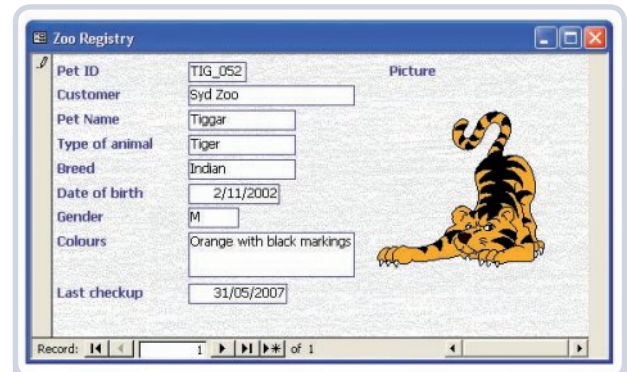 Zoo Registry
Pet ID TIG_052 Picture
Customer Syd Zoo
Pet Name Tiggar
Type of animal Tiger
Breed Indian
Date of birth 2/11/2002
Gender M
Colours Orange with black markings
Last checkup 31/05/2007
Record: 1 of 1